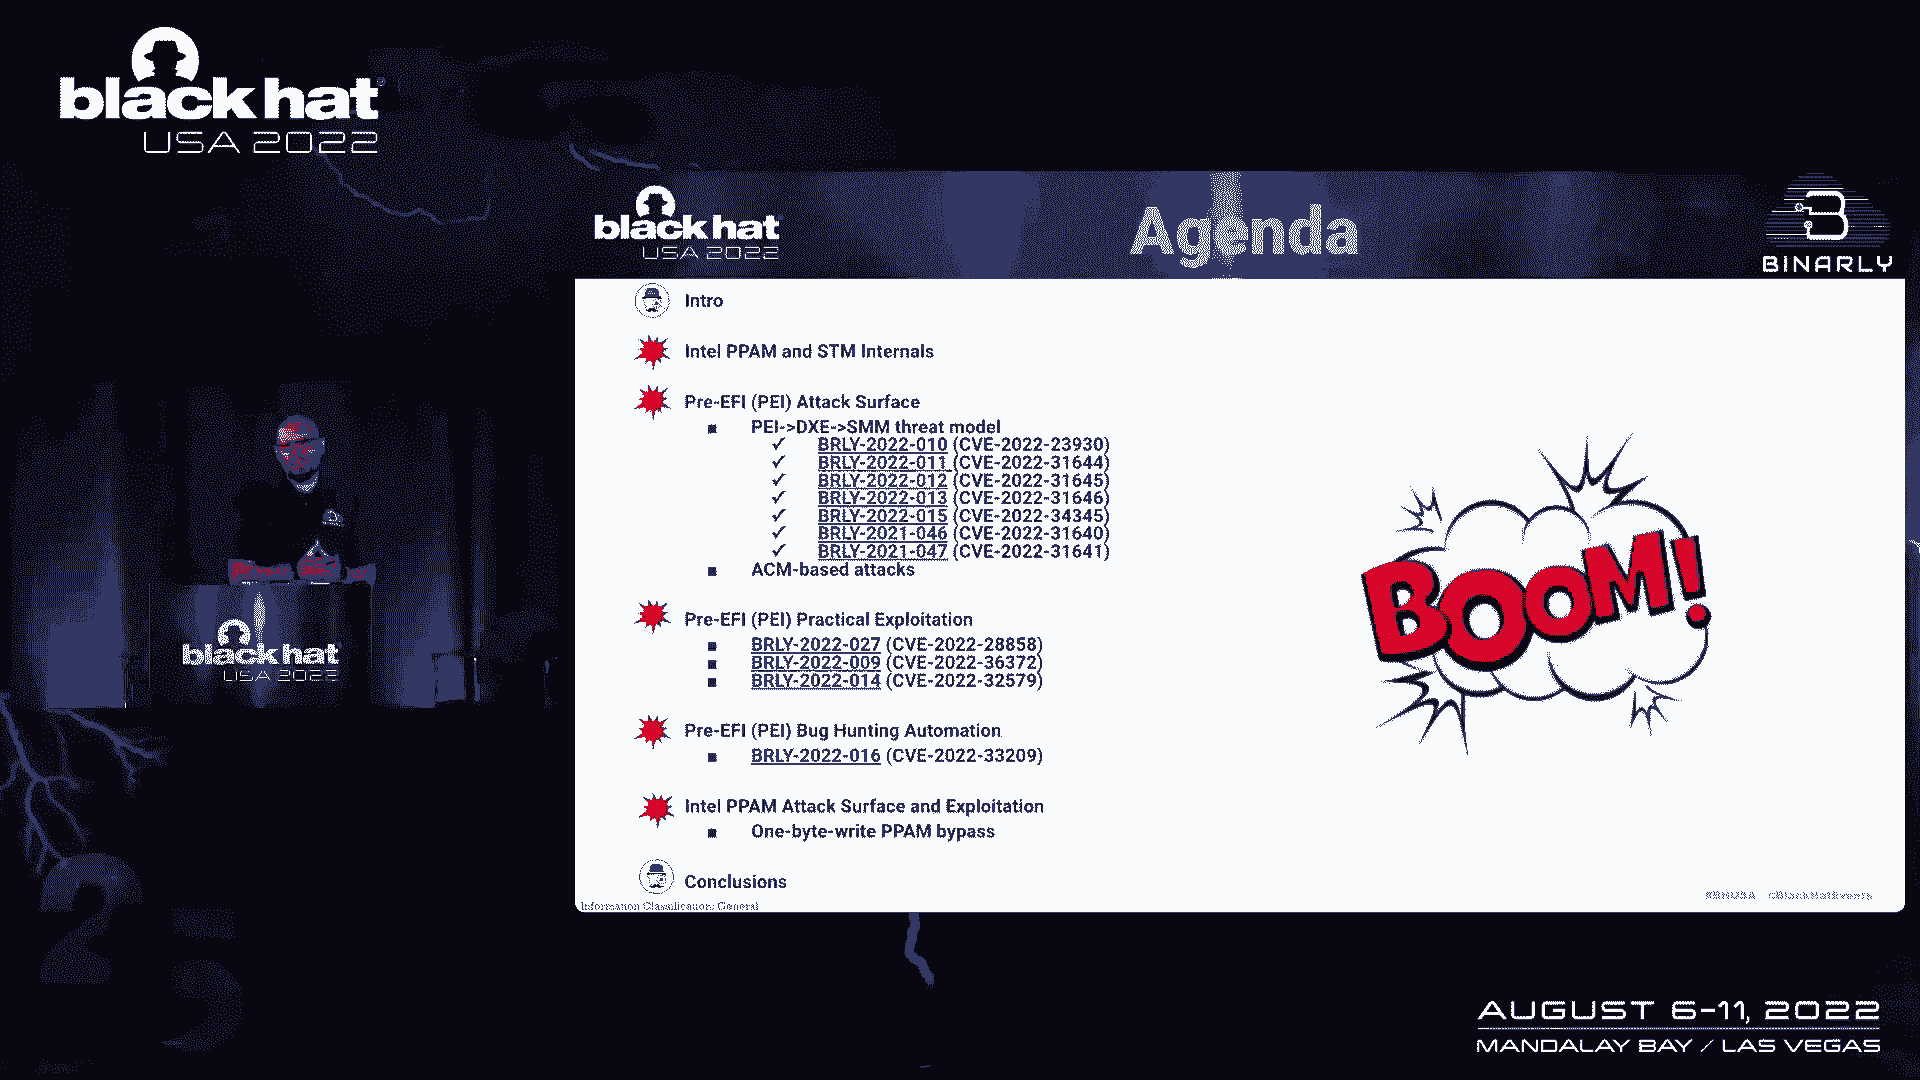 black hat
USA 2022
black hat
USA 2022
Agenda
BINARLY
Intro
Intel PPAM and STM Internals
Pre-EFI (PEI) Attack Surface
PEI->DXE->SMM threat model
BRLY-2022-010 (CVE-2022-23930)
BRLY-2022-011 (CVE-2022-31644)
BRLY-2022-012 (CVE-2022-31645)
BRLY-2022-013 (CVE-2022-31646)
BRLY-2022-015 (CVE-2022-34345)
BRLY-2021-046 (CVE-2022-31640)
BRLY-2021-047 (CVE-2022-31641)
ACM-based attacks
Pre-EFI (PEI) Practical Exploitation
BRLY-2022-027 (CVE-2022-28858)
BRLY-2022-009 (CVE-2022-36372)
BRLY-2022-014 (CVE-2022-32579)
Pre-EFI (PEI) Bug Hunting Automation
BRLY-2022-016 (CVE-2022-33209)
Intel PPAM Attack Surface and Exploitation
One-byte-write PPAM bypass
Conclusions
BOOM!
Information Classification: General
#BHUSA @BlackHatEvents
black hat
USA 2022
25
AUGUST 6-11, 2022
MANDALAY BAY / LAS VEGAS